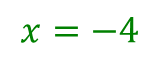 x = −4